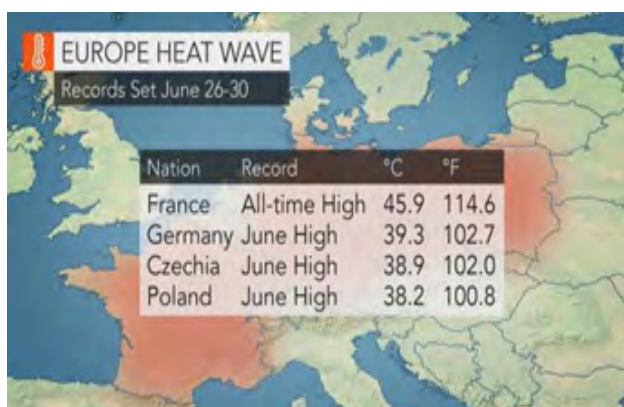 EUROPE HEAT WAVE
Records Set June 26-30
Nation Record °C °F
France All-time High 45.9 114.6
Germany June High 39.3 102.7
Czechia June High 38.9 102.0
Poland June High 38.2 100.8